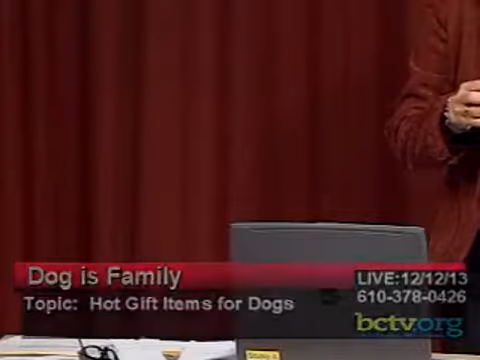 Dog is Family
LIVE:12/12/13
Topic: Hot Gift Items for Dogs
610-378-0426
bctv.org